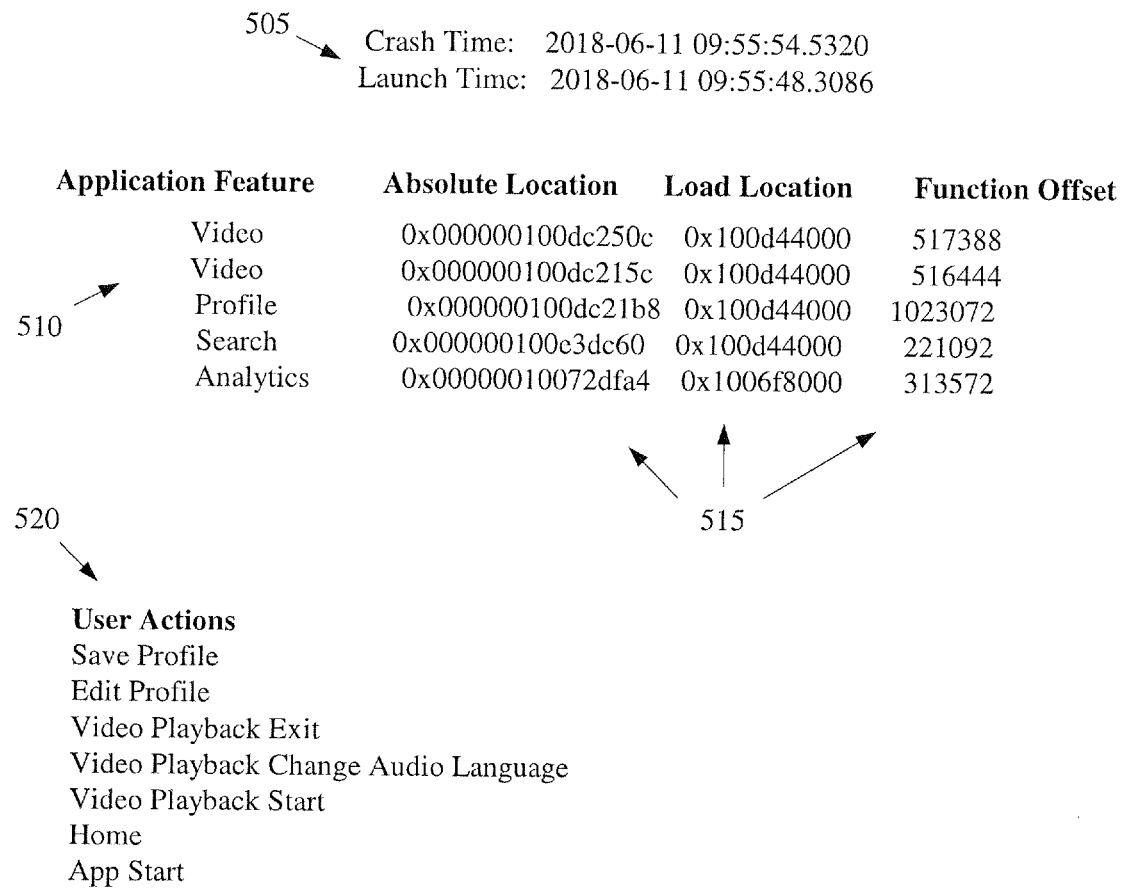 505
Crash Time: 2018-06-11 09:55:54.5320
Launch Time: 2018-06-11 09:55:48.3086
Application Feature Absolute Location Load Location Function Offset
Video 0x000000100dc250c 0x100d44000 517388
Video 0x000000100dc215c 0x100d44000 516444
510
Profile 0x000000100dc21b8 0x100d44000 1023072
Search 0x000000100e3dc60 0x100d44000 221092
Analytics 0x00000010072dfa4 0x1006f8000 313572
515
520
User Actions
Save Profile
Edit Profile
Video Playback Exit
Video Playback Change Audio Language
Video Playback Start
Home
App Start